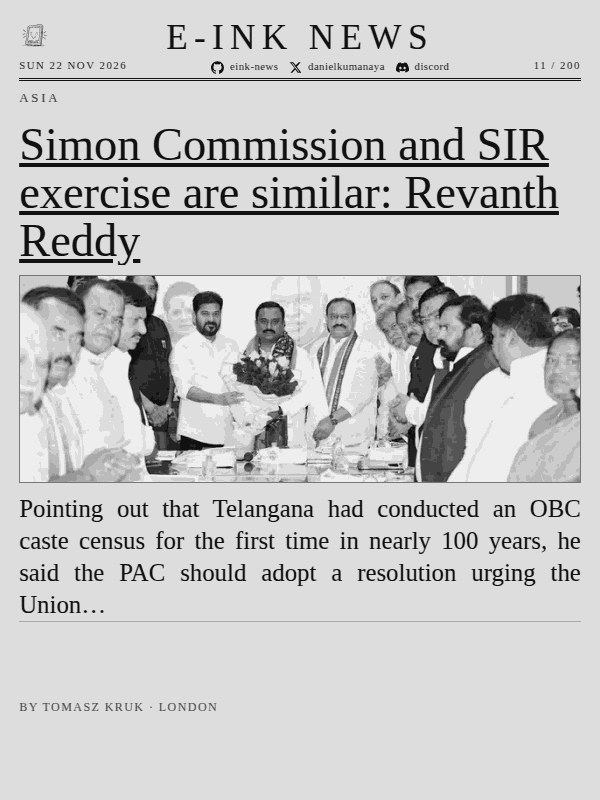 E-INK NEWS
SUN 22 NOV 2026
eink-news
danielkumanaya
discord
11 / 200
ASIA
Simon Commission and SIR
exercise are similar: Revanth
Reddy
Pointing out that Telangana had conducted an OBC
caste census for the first time in nearly 100 years, he
said the PAC should adopt a resolution urging the
Union…
BY TOMASZ KRUK · LONDON